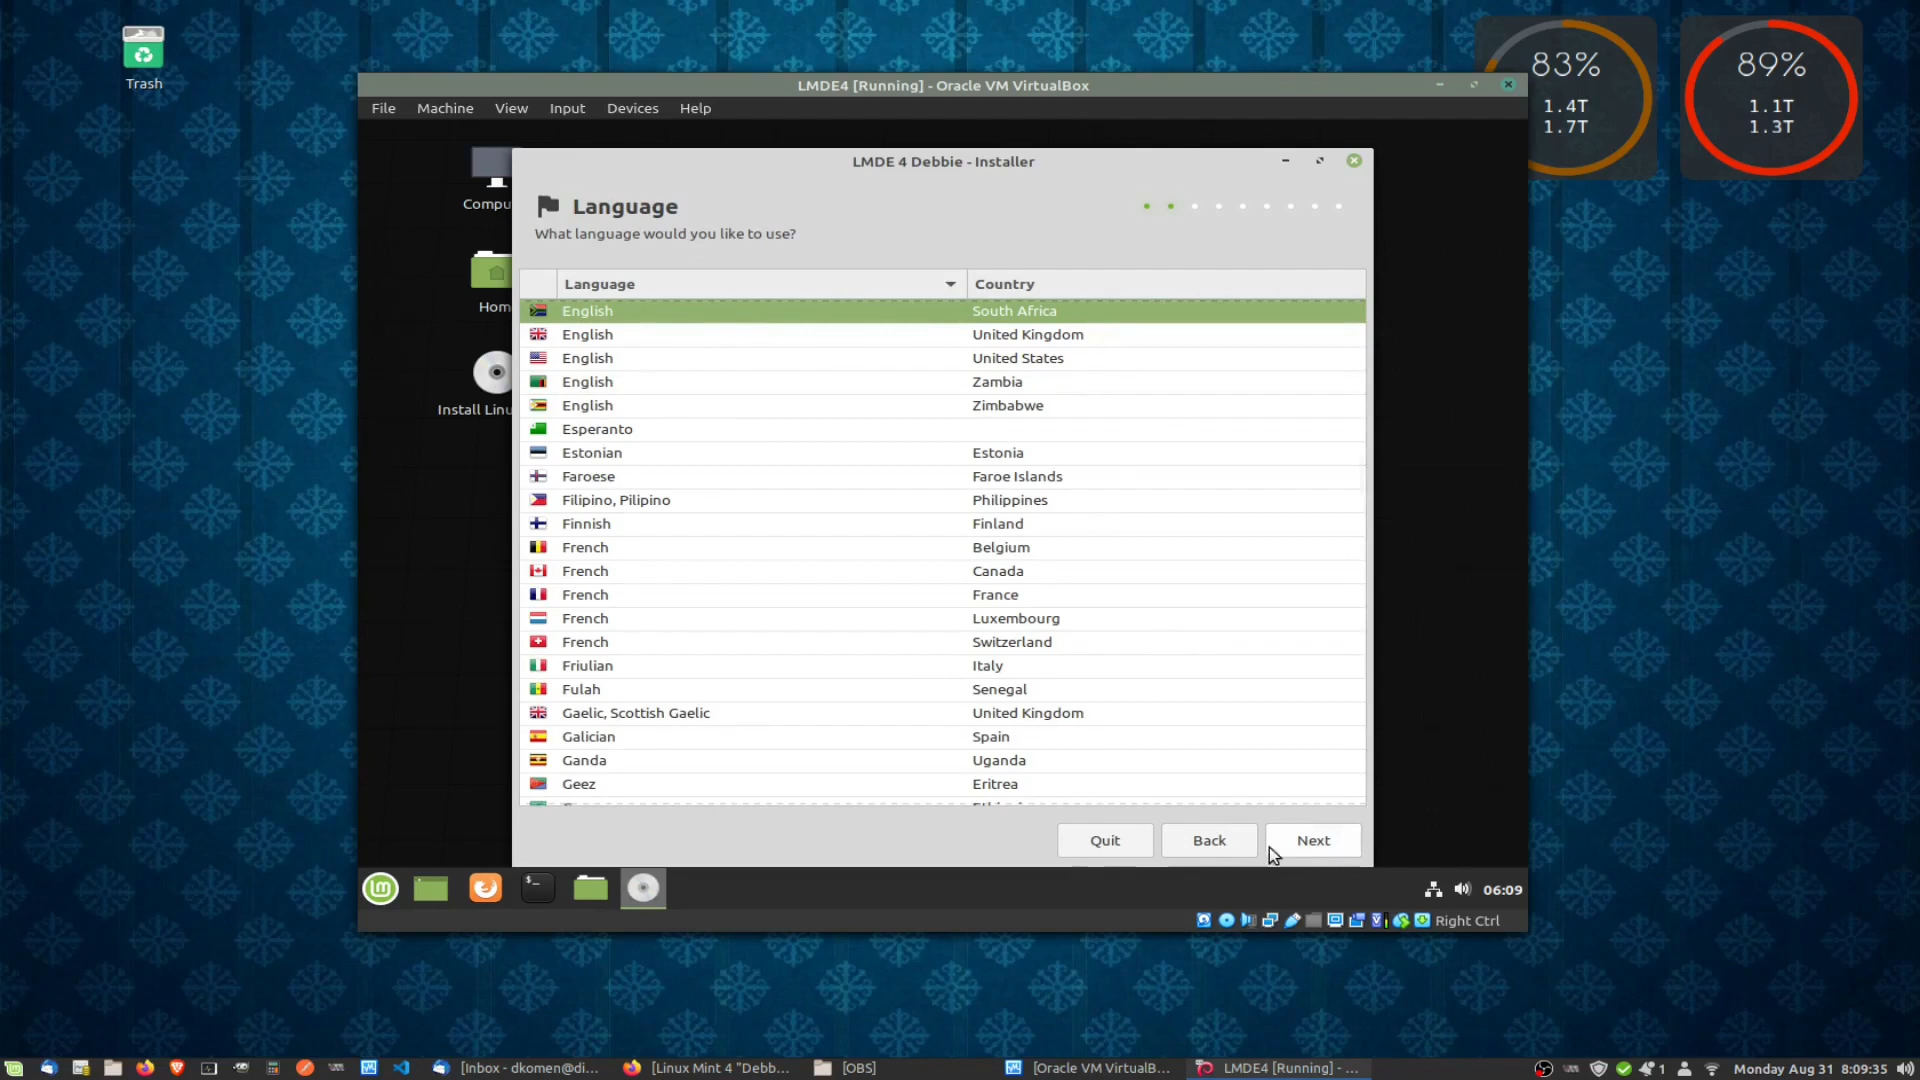 Trash
83%
1.4T
1.7T
89%
1.1T
1.3T
LMDE4 [Running] - Oracle VM VirtualBox
File Machine View Input Devices Help
Compu
Hom
Install Linu
LMDE 4 Debbie - Installer
Language
What language would you like to use?
Language Country
English South Africa
English United Kingdom
English United States
English Zambia
English Zimbabwe
Esperanto
Estonian Estonia
Faroese Faroe Islands
Filipino, Pilipino Philippines
Finnish Finland
French Belgium
French Canada
French France
French Luxembourg
French Switzerland
Friulian Italy
Fulah Senegal
Gaelic, Scottish Gaelic United Kingdom
Galician Spain
Ganda Uganda
Geez Eritrea
Quit Back Next
06:09
Right Ctrl
[Inbox - dkomen@di... [Linux Mint 4 "Debb... [OBS] [Oracle VM VirtualB... LMDE4 [Running] - ... 1 Monday Aug 31 8:09:35